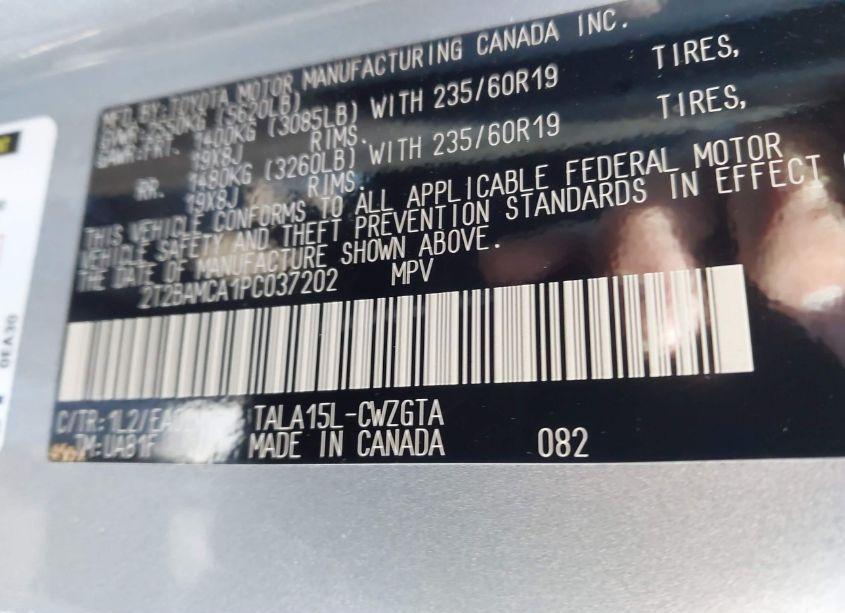 MFD.BY:TOYOTA MOTOR MANUFACTURING CANADA INC.
GVWR:2550KG (5620LB)
GAWR:FRT. 1400KG (3085LB) WITH 235/60R19 TIRES,
19X8J RIMS.
RR. 1480KG (3260LB) WITH 235/60R19 TIRES,
19X8J RIMS.
THIS VEHICLE CONFORMS TO ALL APPLICABLE FEDERAL MOTOR
VEHICLE SAFETY AND THEFT PREVENTION STANDARDS IN EFFECT
THE DATE OF MANUFACTURE SHOWN ABOVE.
2T2BAMCA1PC037202 MPV
C/TR:1L2/ TALA15L-CWZGTA
MADE IN CANADA 082
0EA30